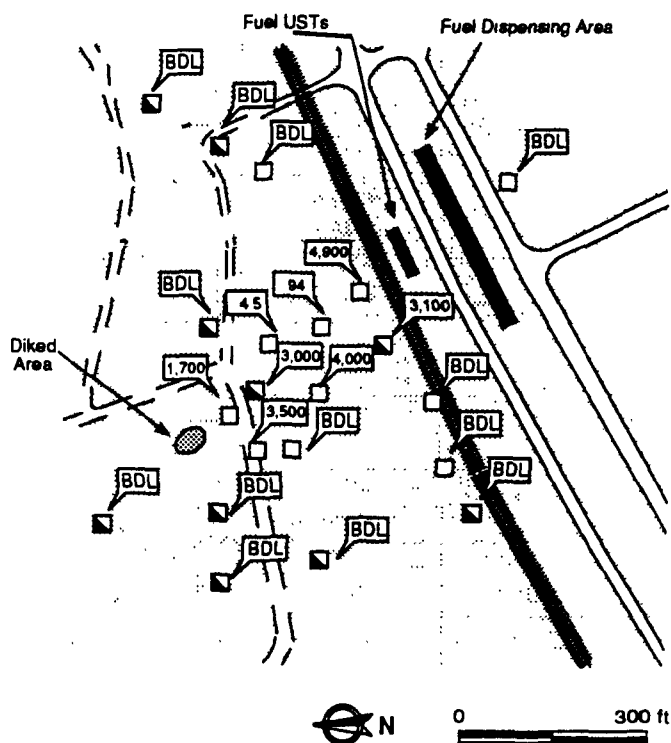 Fuel USTs
Fuel Dispensing Area
BDL
BDL
BDL
BDL
4,900
BDL
4.5
94
3,100
Diked
Area
1,700
3,000
4,000
BDL
3,500
BDL
BDL
BDL
BDL
BDL
BDL
BDL
N
0
300 ft